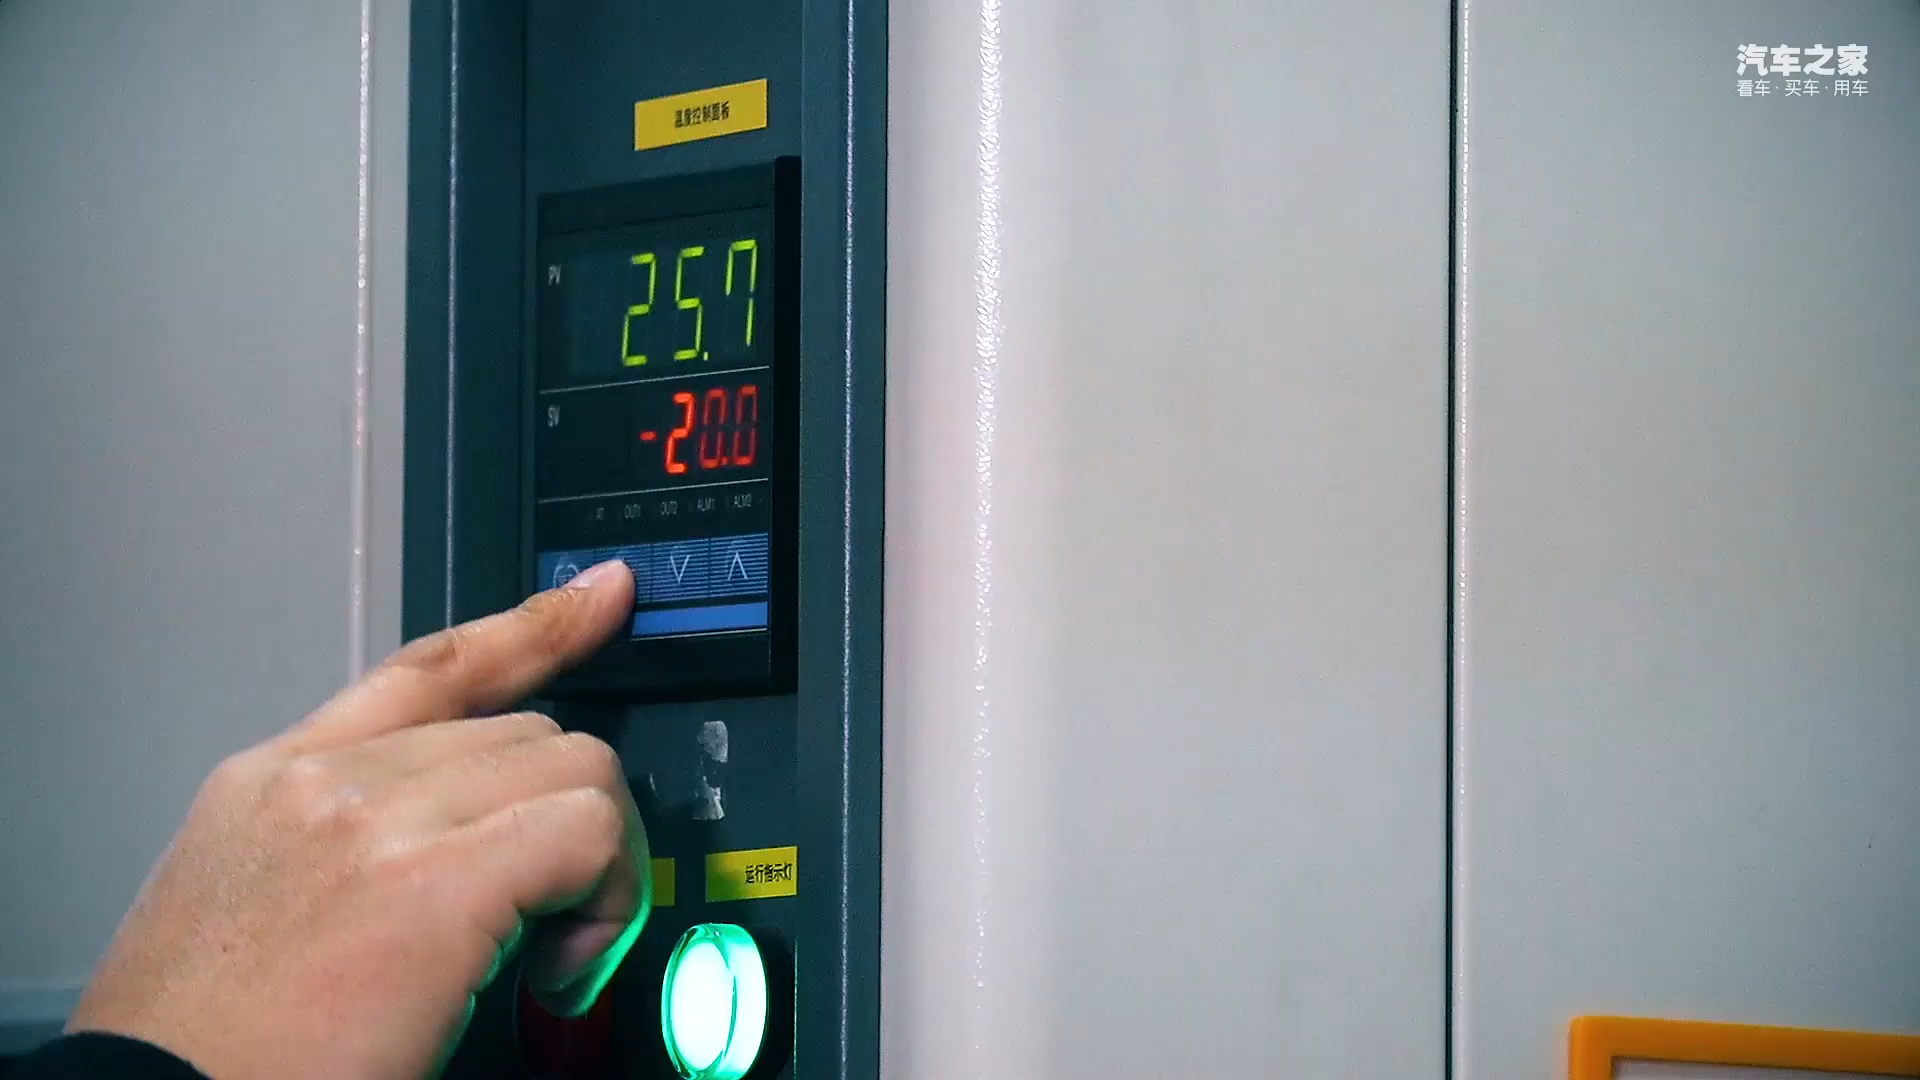 汽车之家
看车·买车·用车
温度控制面板
PV 25.7
SV -20.0
AT OUT1 OUT2 ALM1 ALM2
运行指示灯